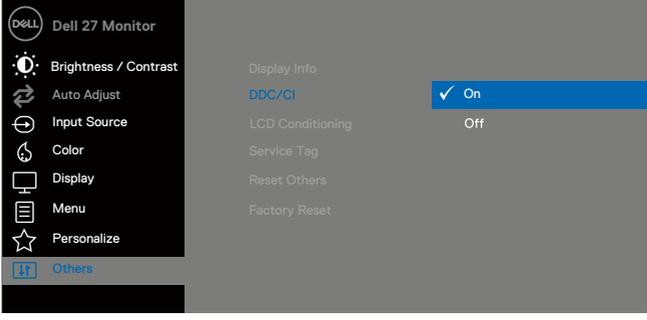 DELL
Dell 27 Monitor
Brightness / Contrast
Auto Adjust
Input Source
Color
Display
Menu
Personalize
Others
Display Info
DDC/CI
LCD Conditioning
Service Tag
Reset Others
Factory Reset
On
Off